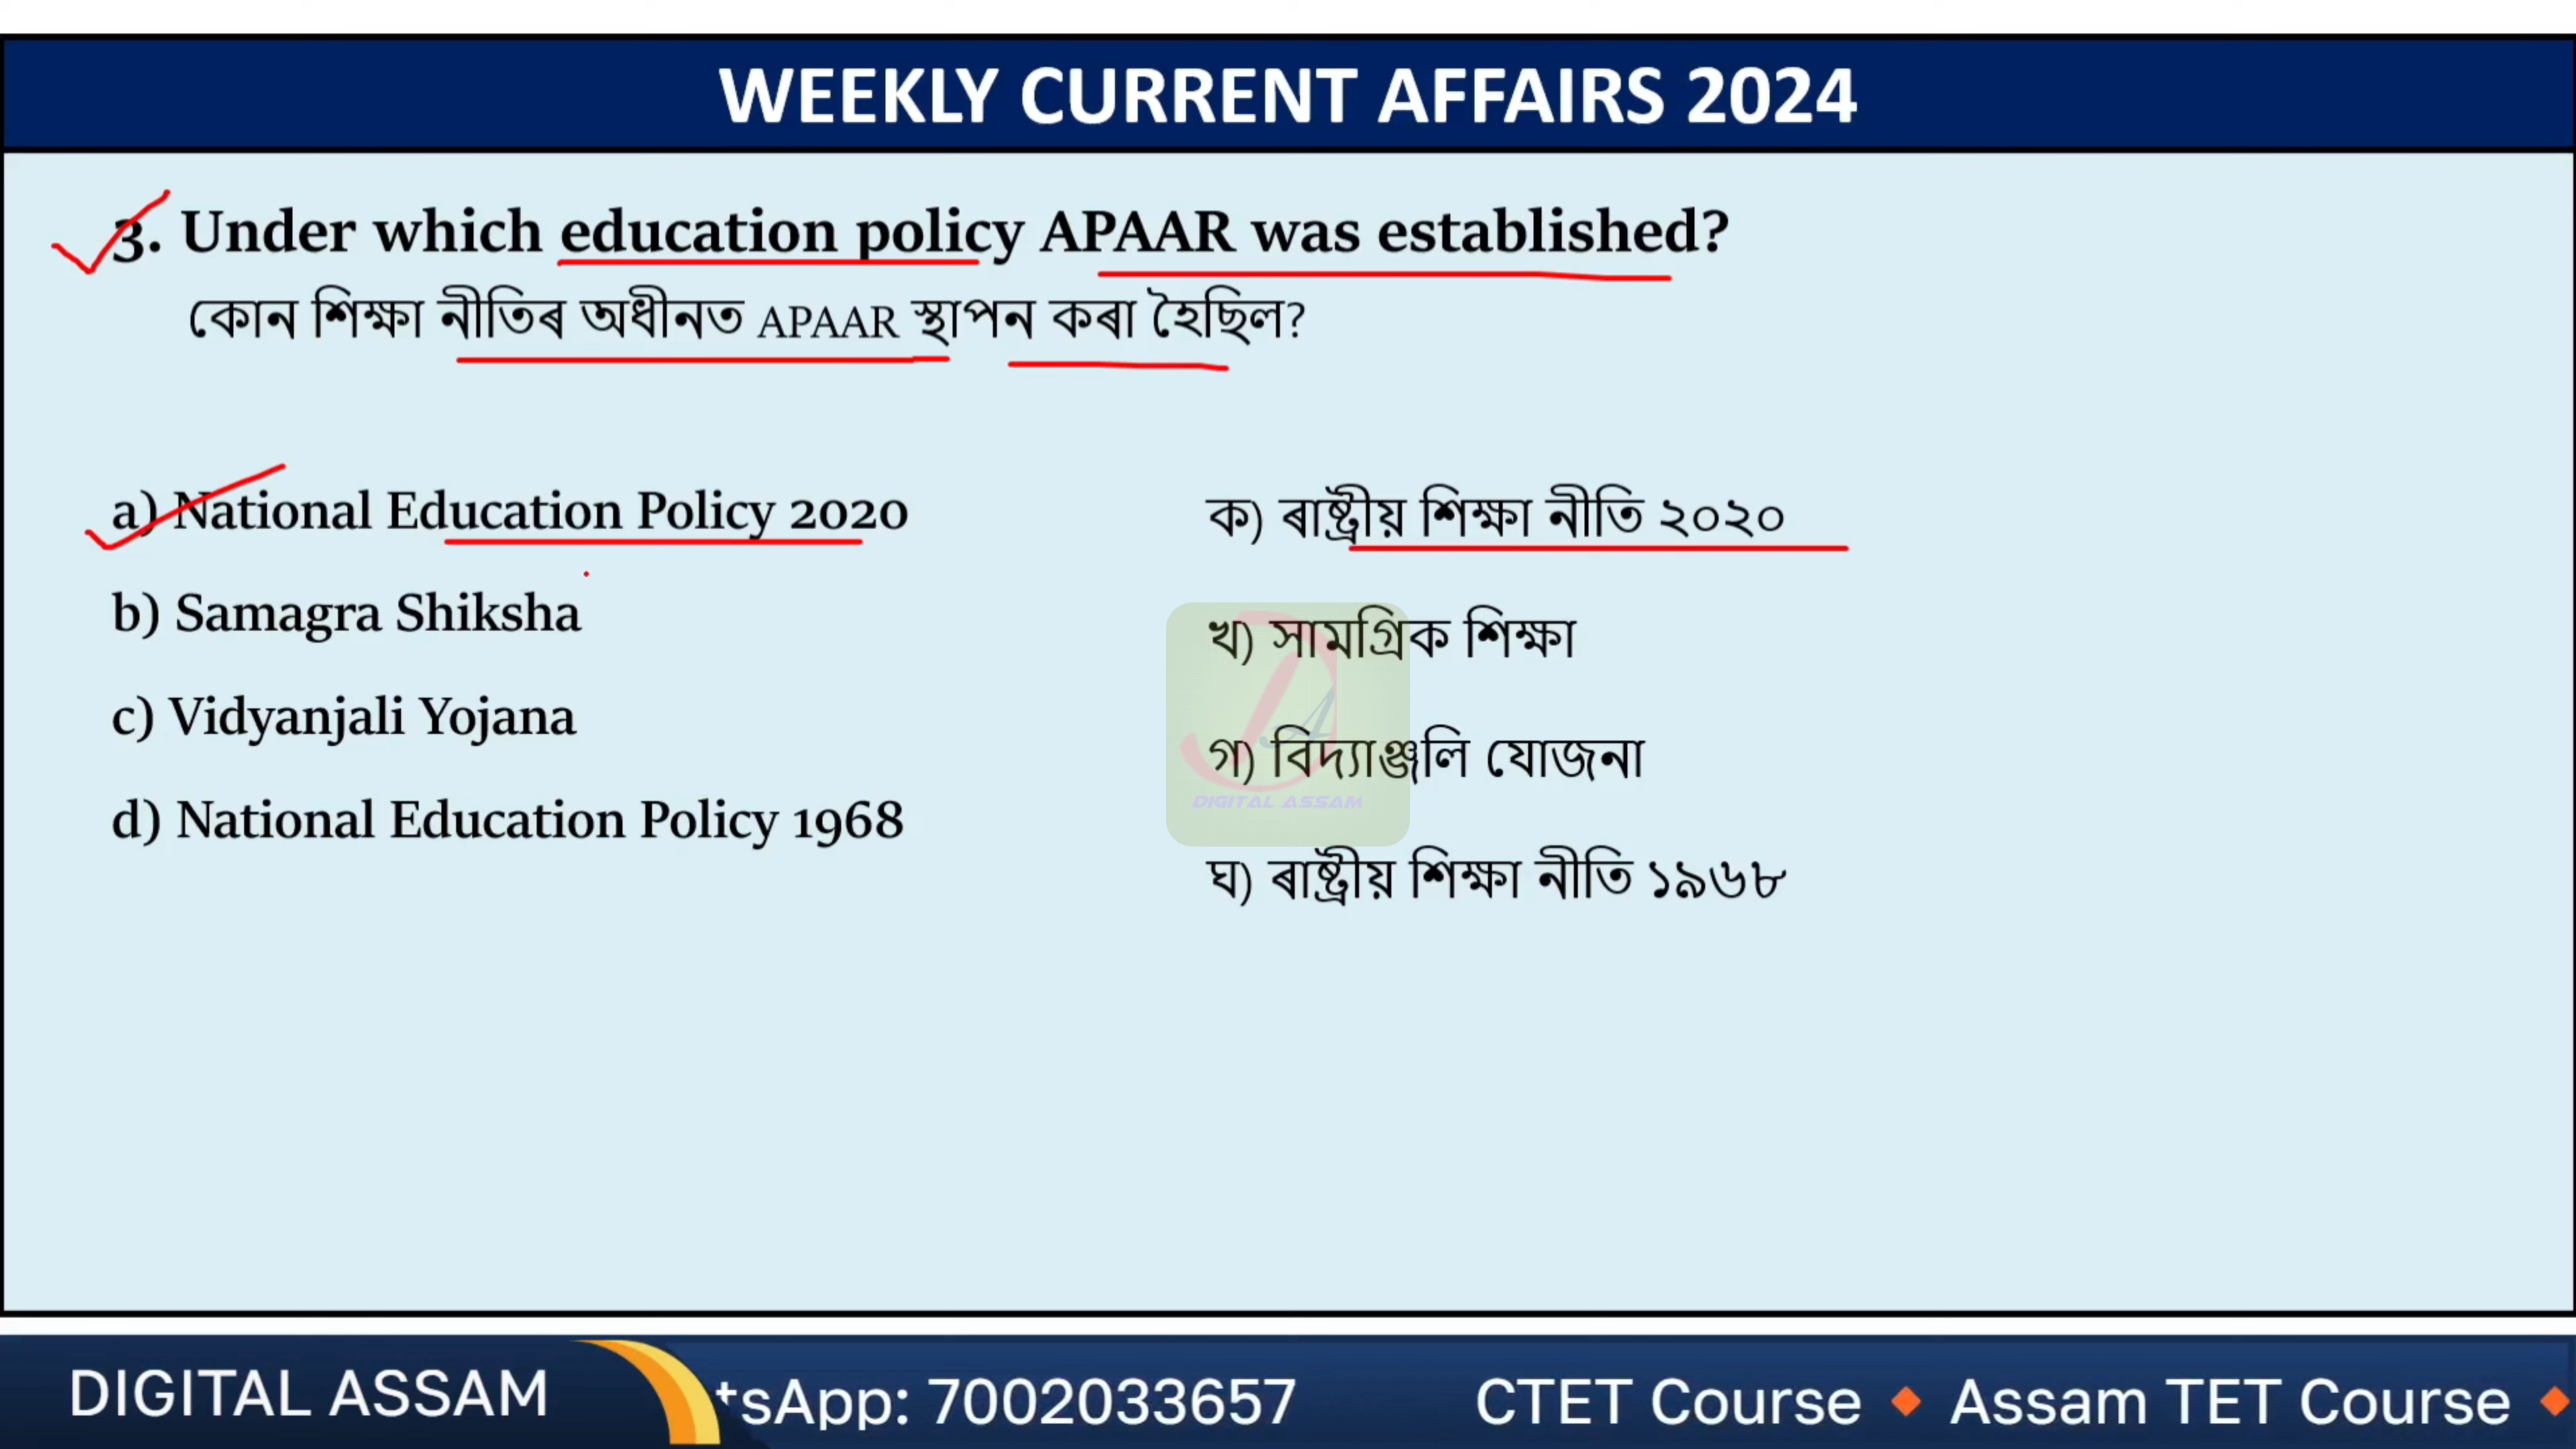 WEEKLY CURRENT AFFAIRS 2024
3. Under which education policy APAAR was established?
কোন শিক্ষা নীতিৰ অধীনত APAAR স্থাপন কৰা হৈছিল?
a) National Education Policy 2020
b) Samagra Shiksha
c) Vidyanjali Yojana
d) National Education Policy 1968
ক) ৰাষ্ট্ৰীয় শিক্ষা নীতি ২০২০
খ) সামগ্ৰিক শিক্ষা
গ) বিদ্যাঞ্জলি যোজনা
ঘ) ৰাষ্ট্ৰীয় শিক্ষা নীতি ১৯৬৮
DA
DIGITAL ASSAM
DIGITAL ASSAM
tsApp: 7002033657 CTET Course ◆ Assam TET Course ◆